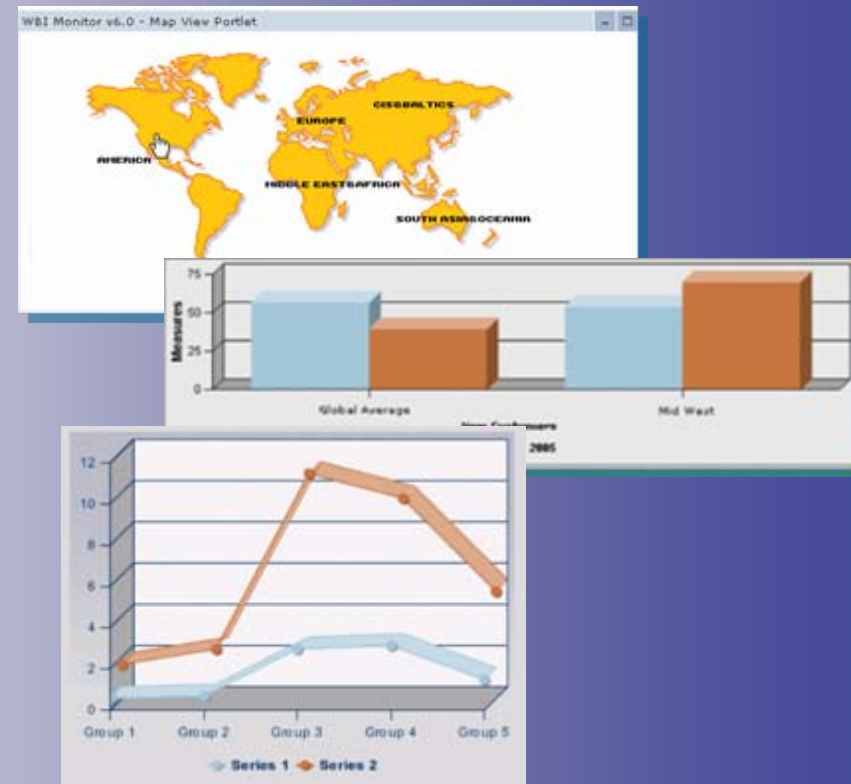 WBI Monitor v6.0 - Map View Portlet
CIS&BALTICS
EUROPE
AMERICA
MIDDLE EAST&AFRICA
SOUTH ASIA&OCEANIA
75
50
25
0
Measures
Global Average
Mid West
2005
12
10
8
6
4
2
0
Group 1
Group 2
Group 3
Group 4
Group 5
Series 1
Series 2